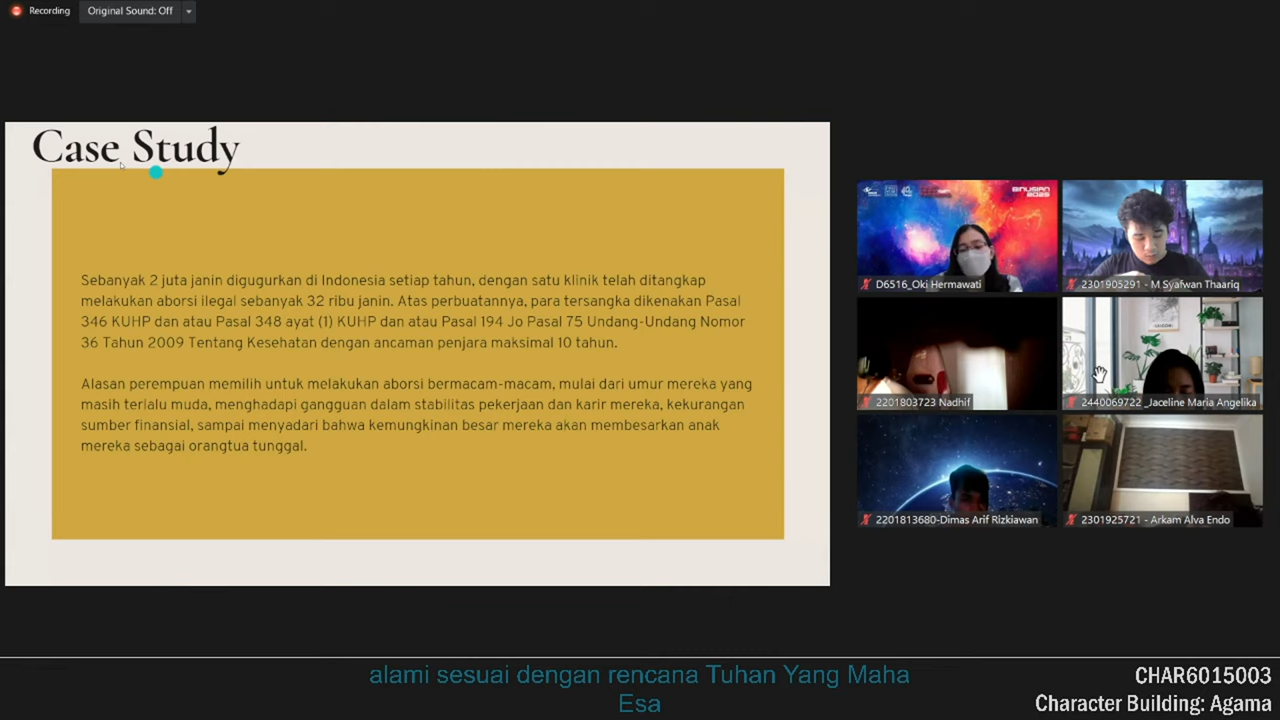 Recording
Original Sound: Off
Case Study
Sebanyak 2 juta janin digugurkan di Indonesia setiap tahun, dengan satu klinik telah ditangkap
melakukan aborsi ilegal sebanyak 32 ribu janin. Atas perbuatannya, para tersangka dikenakan Pasal
346 KUHP dan atau Pasal 348 ayat (1) KUHP dan atau Pasal 194 Jo Pasal 75 Undang-Undang Nomor
36 Tahun 2009 Tentang Kesehatan dengan ancaman penjara maksimal 10 tahun.
Alasan perempuan memilih untuk melakukan aborsi bermacam-macam, mulai dari umur mereka yang
masih terlalu muda, menghadapi gangguan dalam stabilitas pekerjaan dan karir mereka, kekurangan
sumber finansial, sampai menyadari bahwa kemungkinan besar mereka akan membesarkan anak
mereka sebagai orangtua tunggal.
BINUSIAN
2025
D6516_Oki Hermawati
2301905291 - M Syafwan Thaariq
2201803723 Nadhif
2440069722 _Jaceline Maria Angelika
2201813680-Dimas Arif Rizkiawan
2301925721 - Arkam Alva Endo
alami sesuai dengan rencana Tuhan Yang Maha
Esa
CHAR6015003
Character Building: Agama